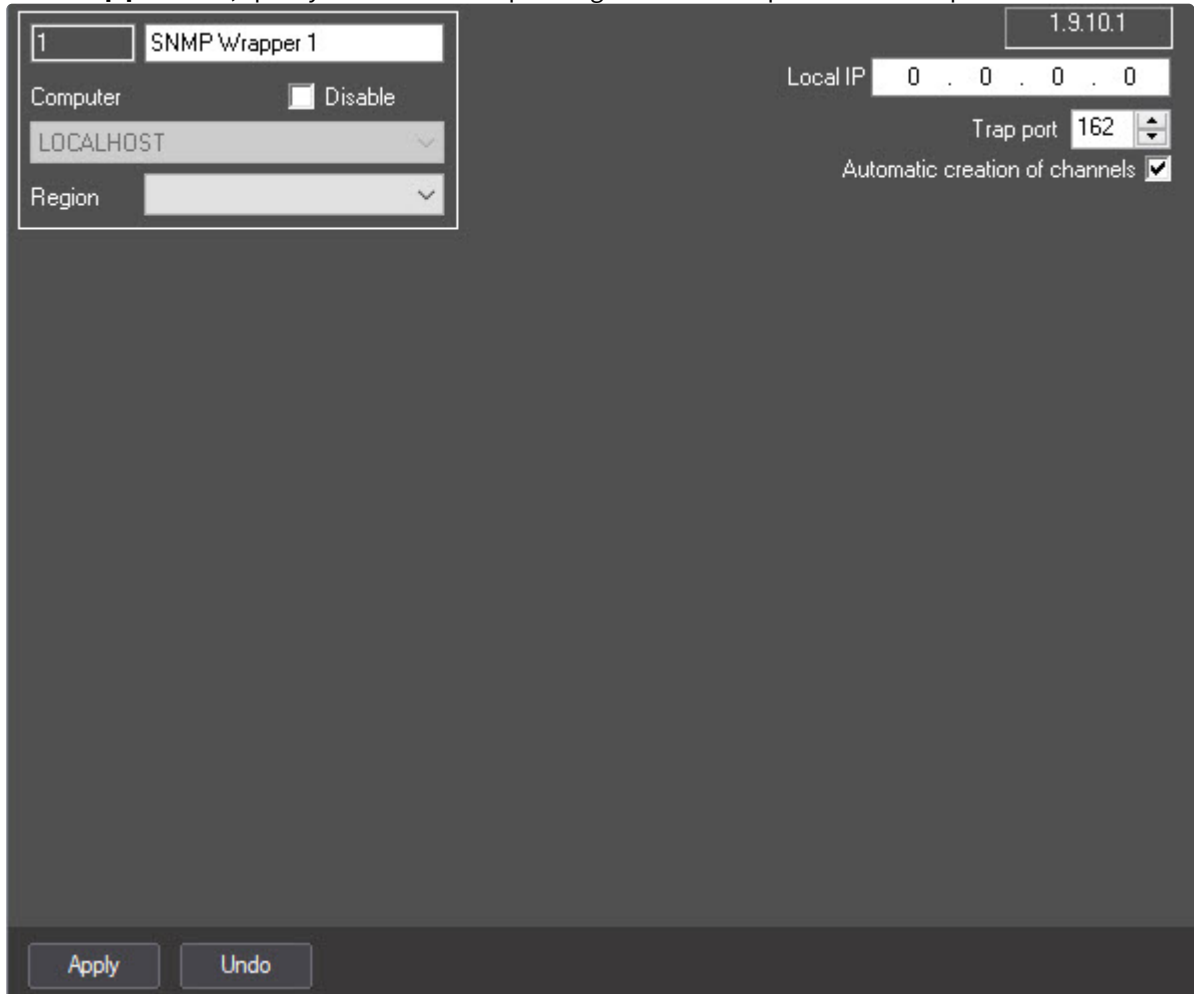 1 SNMP Wrapper 1
Computer Disable
LOCALHOST
Region
1.9.10.1
Local IP 0 . 0 . 0 . 0
Trap port 162
Automatic creation of channels
Apply Undo